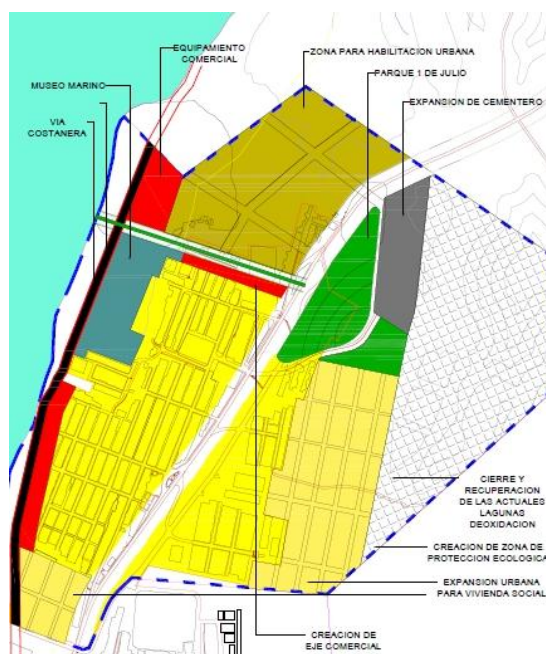 EQUIPAMIENTO
COMERCIAL
ZONA PARA HABILITACION URBANA
PARQUE 1 DE JULIO
MUSEO MARINO
EXPANSION DE CEMENTERO
VIA
COSTANERA
CIERRE Y
RECUPERACION
DE LAS ACTUALES
LAGUNAS
DEOXIDACION
CREACION DE ZONA DE
PROTECCION ECOLOGICA
EXPANSION URBANA
PARA VIVIENDA SOCIAL
CREACION DE
EJE COMERCIAL